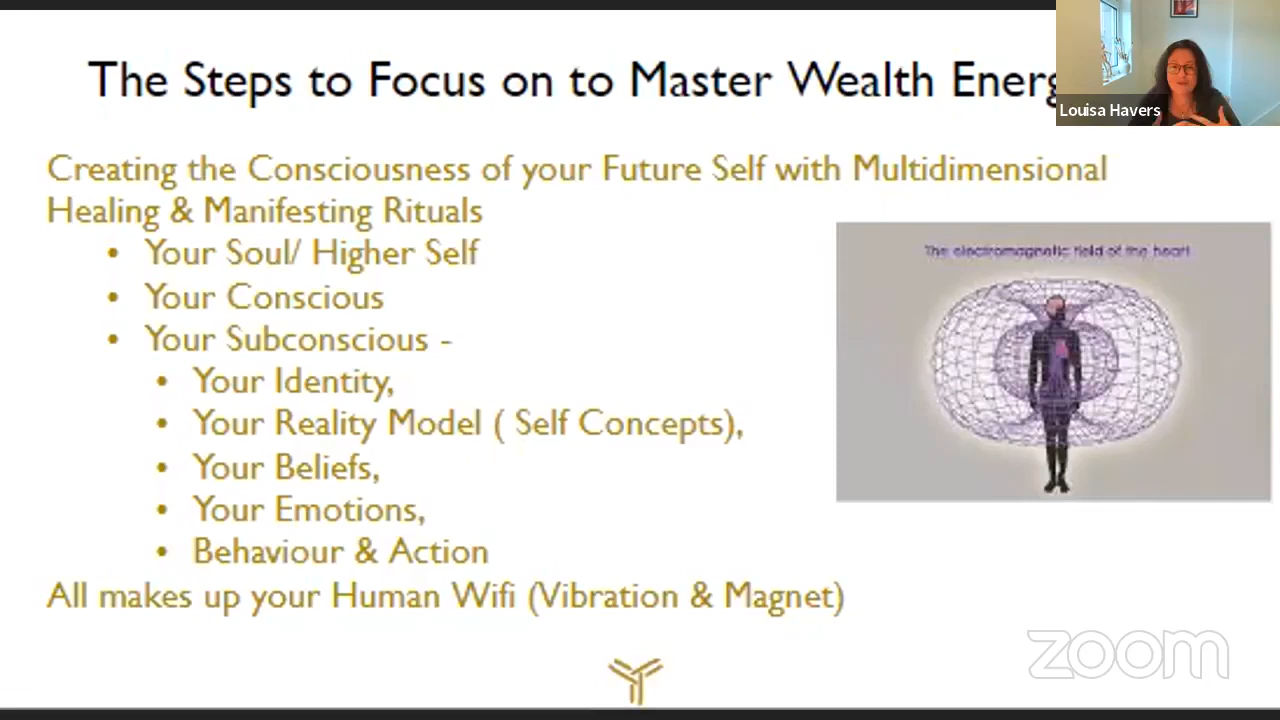 The Steps to Focus on to Master Wealth Energ
Louisa Havers
Creating the Consciousness of your Future Self with Multidimensional
Healing & Manifesting Rituals
• Your Soul/ Higher Self
• Your Conscious
• Your Subconscious -
• Your Identity,
• Your Reality Model ( Self Concepts),
• Your Beliefs,
• Your Emotions,
• Behaviour & Action
All makes up your Human Wifi (Vibration & Magnet)
The electromagnetic field of the heart
zoom